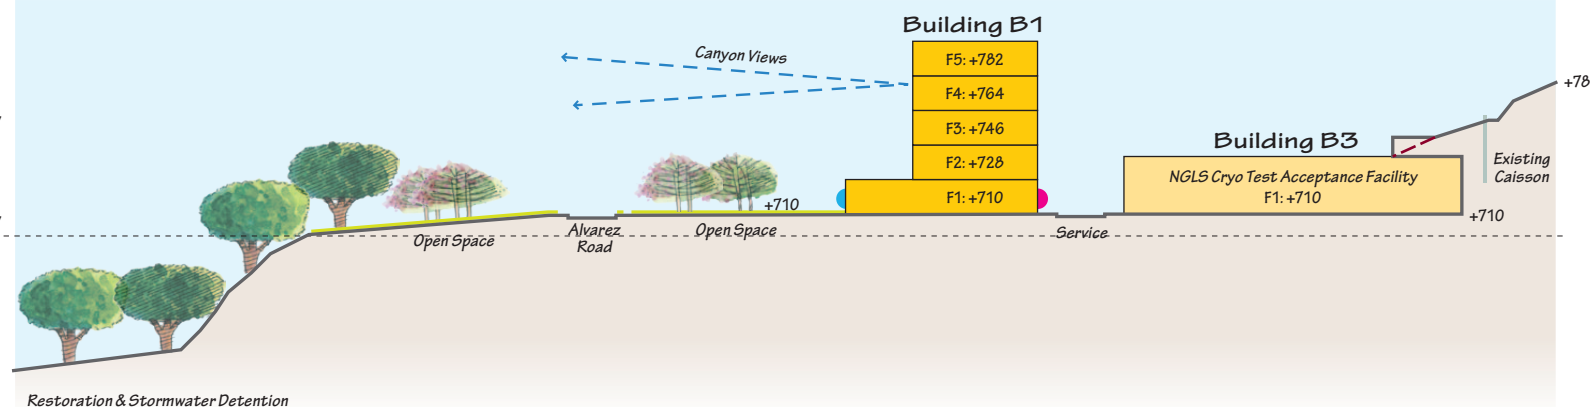 Building B1
Canyon Views
F5: +782
F4: +764
F3: +746
F2: +728
F1: +710
Building B3
NGLS Cryo Test Acceptance Facility
F1: +710
+78
Existing
Caisson
+710
+710
Open Space
Alvarez
Road
Open Space
Service
Restoration & Stormwater Detention